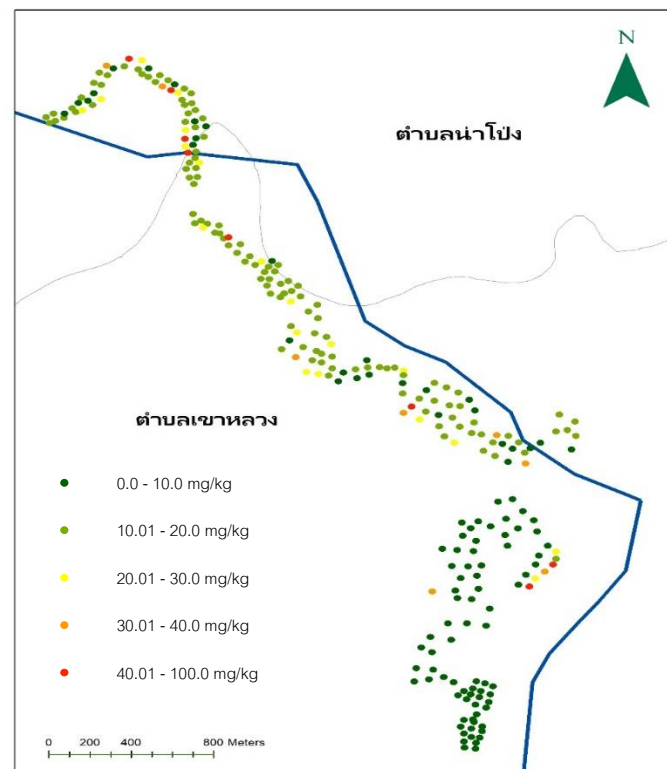 N
ตำบลนาโป่ง
ตำบลเขาหลวง
0.0 - 10.0 mg/kg
10.01 - 20.0 mg/kg
20.01 - 30.0 mg/kg
30.01 - 40.0 mg/kg
40.01 - 100.0 mg/kg
0 200 400 800 Meters